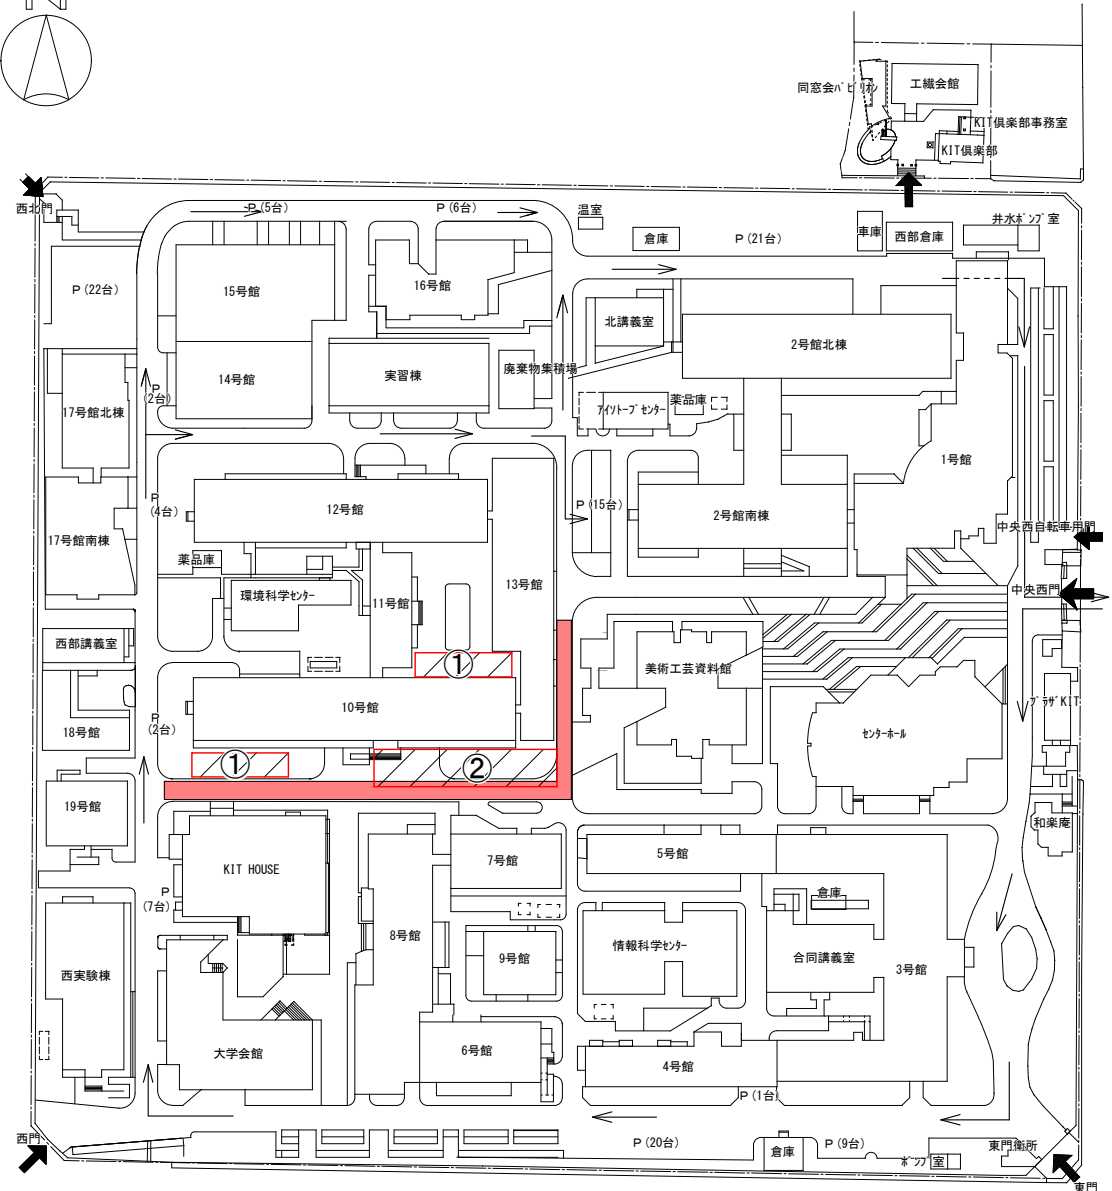 N
工繊会館
同窓会パビリオン
KIT倶楽部事務室
KIT倶楽部
西北門
P(5台)
P(6台)
温室
倉庫
P(21台)
車庫
西部倉庫
井水ポンプ室
P(22台)
15号館
16号館
北講義室
2号館北棟
14号館
実習棟
廃棄物集積場
P
(2台)
17号館北棟
アイソトープセンター
薬品庫
1号館
P
(4台)
12号館
P(15台)
2号館南棟
中央西自転車用門
17号館南棟
薬品庫
13号館
環境科学センター
11号館
中央西門
西部講義室
①
美術工芸資料館
10号館
プラザKIT
P
(2台)
18号館
センターホール
①
②
19号館
和楽庵
KIT HOUSE
7号館
5号館
P
(7台)
倉庫
8号館
情報科学センター
9号館
合同講義室
3号館
西実験棟
大学会館
6号館
4号館
P(1台)
西門
P(20台)
P(9台)
倉庫
ポンプ室
東門衛所
東門